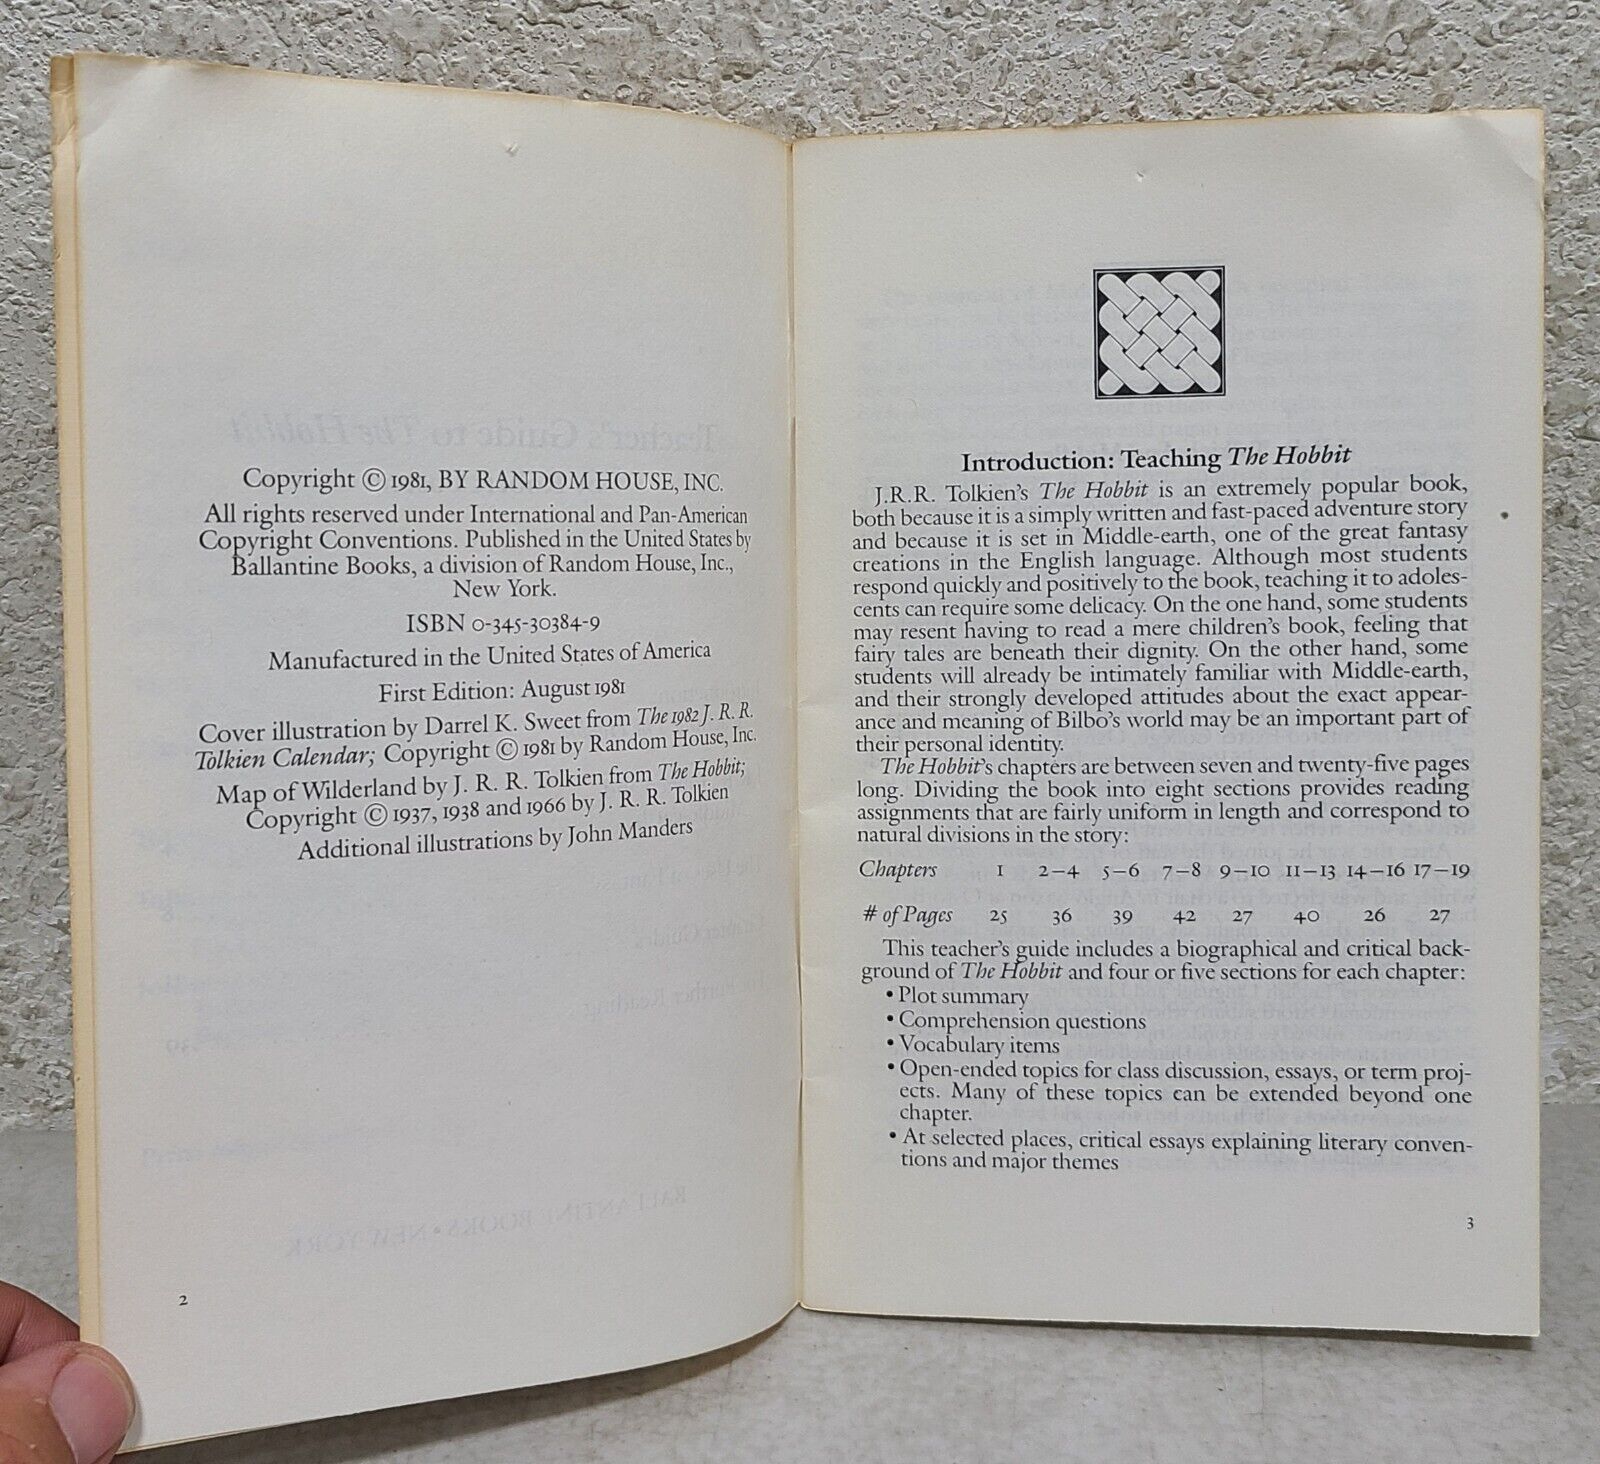 Copyright © 1981, BY RANDOM HOUSE, INC.
All rights reserved under International and Pan-American
Copyright Conventions. Published in the United States by
Ballantine Books, a division of Random House, Inc.,
New York.
ISBN 0-345-30384-9
Manufactured in the United States of America
First Edition: August 1981
Cover illustration by Darrel K. Sweet from The 1982 J. R. R.
Tolkien Calendar; Copyright © 1981 by Random House, Inc.
Map of Wilderland by J. R. R. Tolkien from The Hobbit;
Copyright © 1937, 1938 and 1966 by J. R. R. Tolkien
Additional illustrations by John Manders
2
Introduction: Teaching The Hobbit
J.R.R. Tolkien's The Hobbit is an extremely popular book,
both because it is a simply written and fast-paced adventure story
and because it is set in Middle-earth, one of the great fantasy
creations in the English language. Although most students
respond quickly and positively to the book, teaching it to adoles-
cents can require some delicacy. On the one hand, some students
may resent having to read a mere children's book, feeling that
fairy tales are beneath their dignity. On the other hand, some
students will already be intimately familiar with Middle-earth,
and their strongly developed attitudes about the exact appear-
ance and meaning of Bilbo's world may be an important part of
their personal identity.
The Hobbit's chapters are between seven and twenty-five pages
long. Dividing the book into eight sections provides reading
assignments that are fairly uniform in length and correspond to
natural divisions in the story:
Chapters 1 2–4 5–6 7–8 9–10 11–13 14–16 17–19
# of Pages 25 36 39 42 27 40 26 27
This teacher's guide includes a biographical and critical back-
ground of The Hobbit and four or five sections for each chapter:
• Plot summary
• Comprehension questions
• Vocabulary items
• Open-ended topics for class discussion, essays, or term proj-
ects. Many of these topics can be extended beyond one
chapter.
• At selected places, critical essays explaining literary conven-
tions and major themes
3